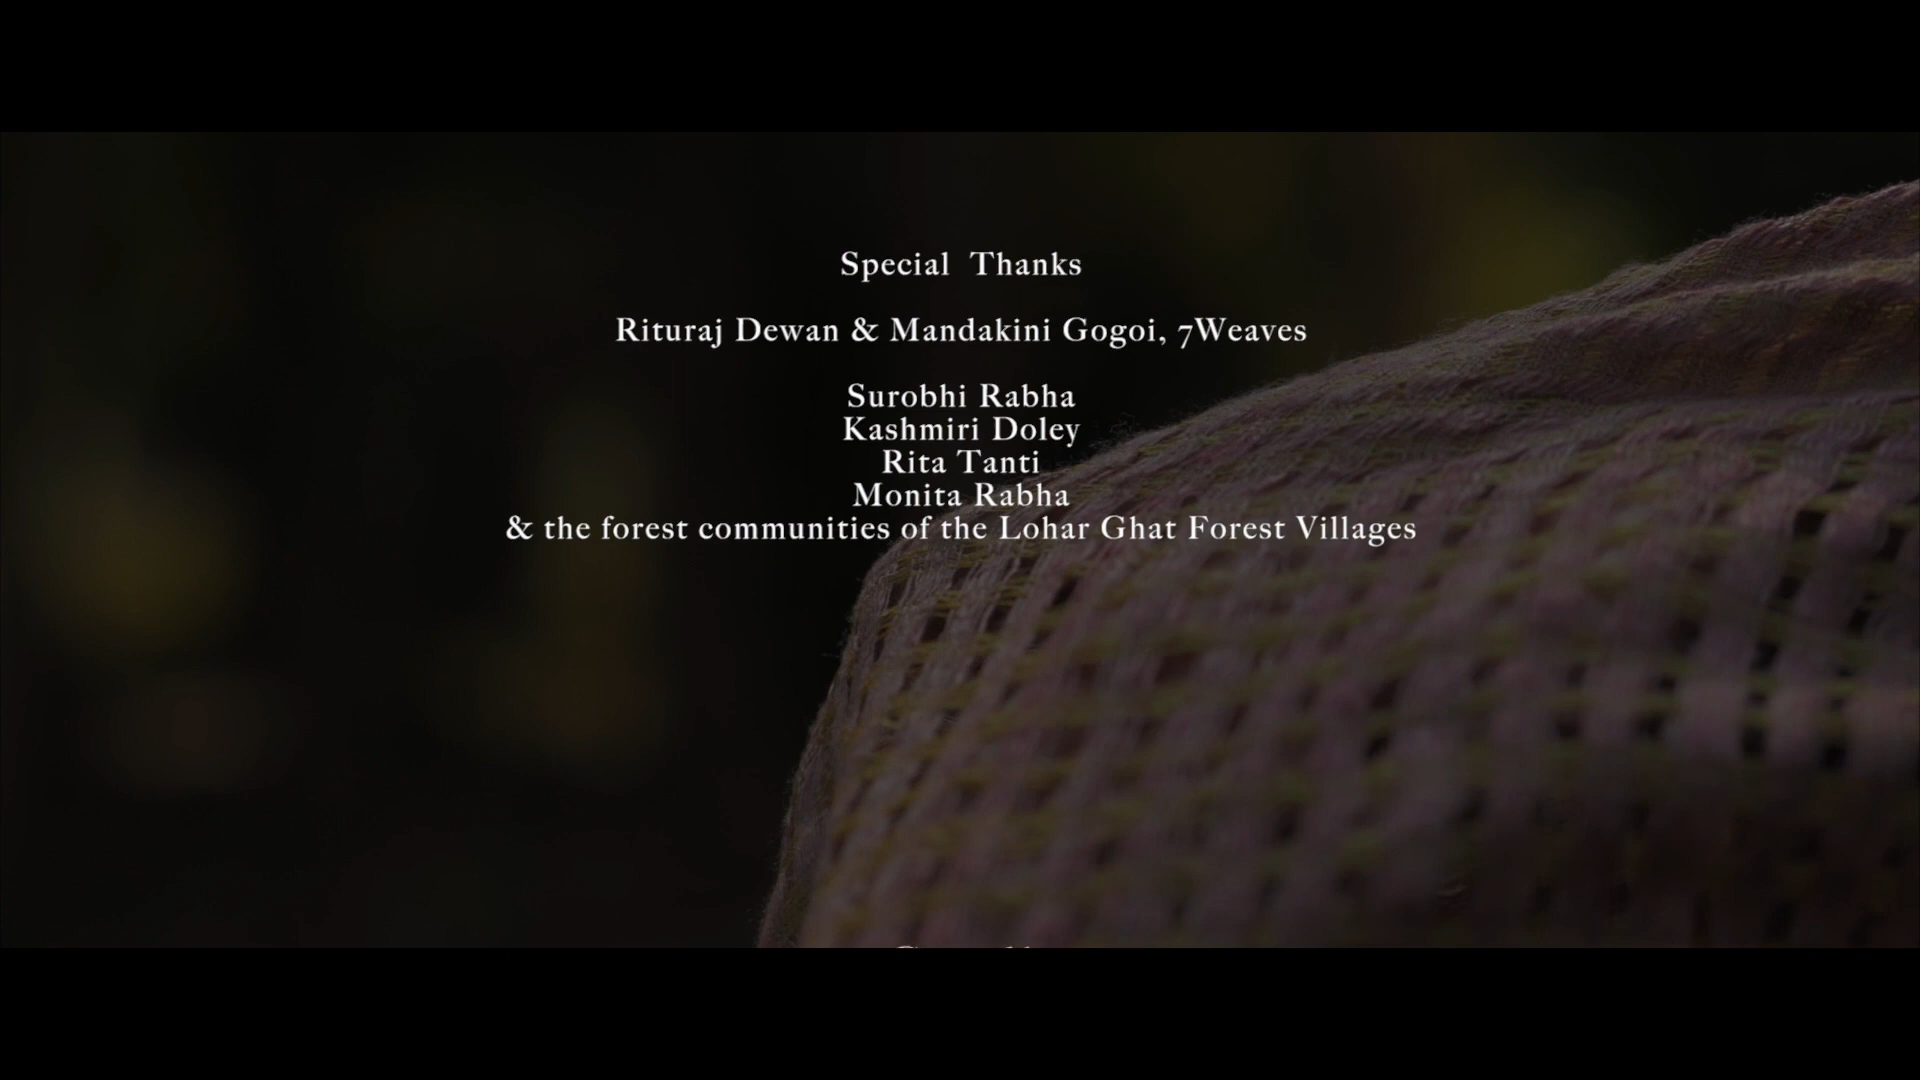 Special Thanks
Rituraj Dewan & Mandakini Gogoi, 7Weaves
Surobhi Rabha
Kashmiri Doley
Rita Tanti
Monita Rabha
& the forest communities of the Lohar Ghat Forest Villages